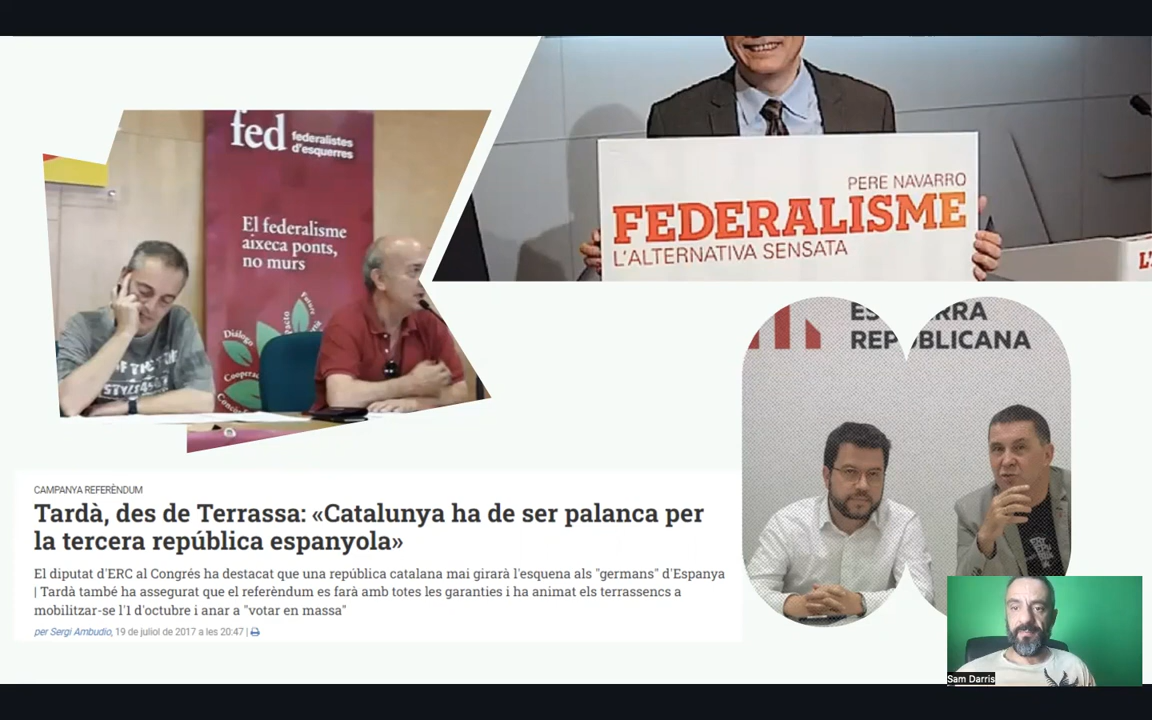 fed federalistes
d'esquerres
El federalisme
aixeca ponts,
no murs
Diálogo
Pacto
Futuro
PERE NAVARRO
FEDERALISME
L'ALTERNATIVA SENSATA
REPUBLICANA
CAMPANYA REFERÈNDUM
Tardà, des de Terrassa: «Catalunya ha de ser palanca per
la tercera república espanyola»
El diputat d'ERC al Congrés ha destacat que una república catalana mai girarà l'esquena als "germans" d'Espanya
| Tardà també ha assegurat que el referèndum es farà amb totes les garanties i ha animat els terrassencs a
mobilitzar-se l'1 d'octubre i anar a "votar en massa"
per Sergi Ambudio, 19 de juliol de 2017 a les 20:47 |
Sam Darris